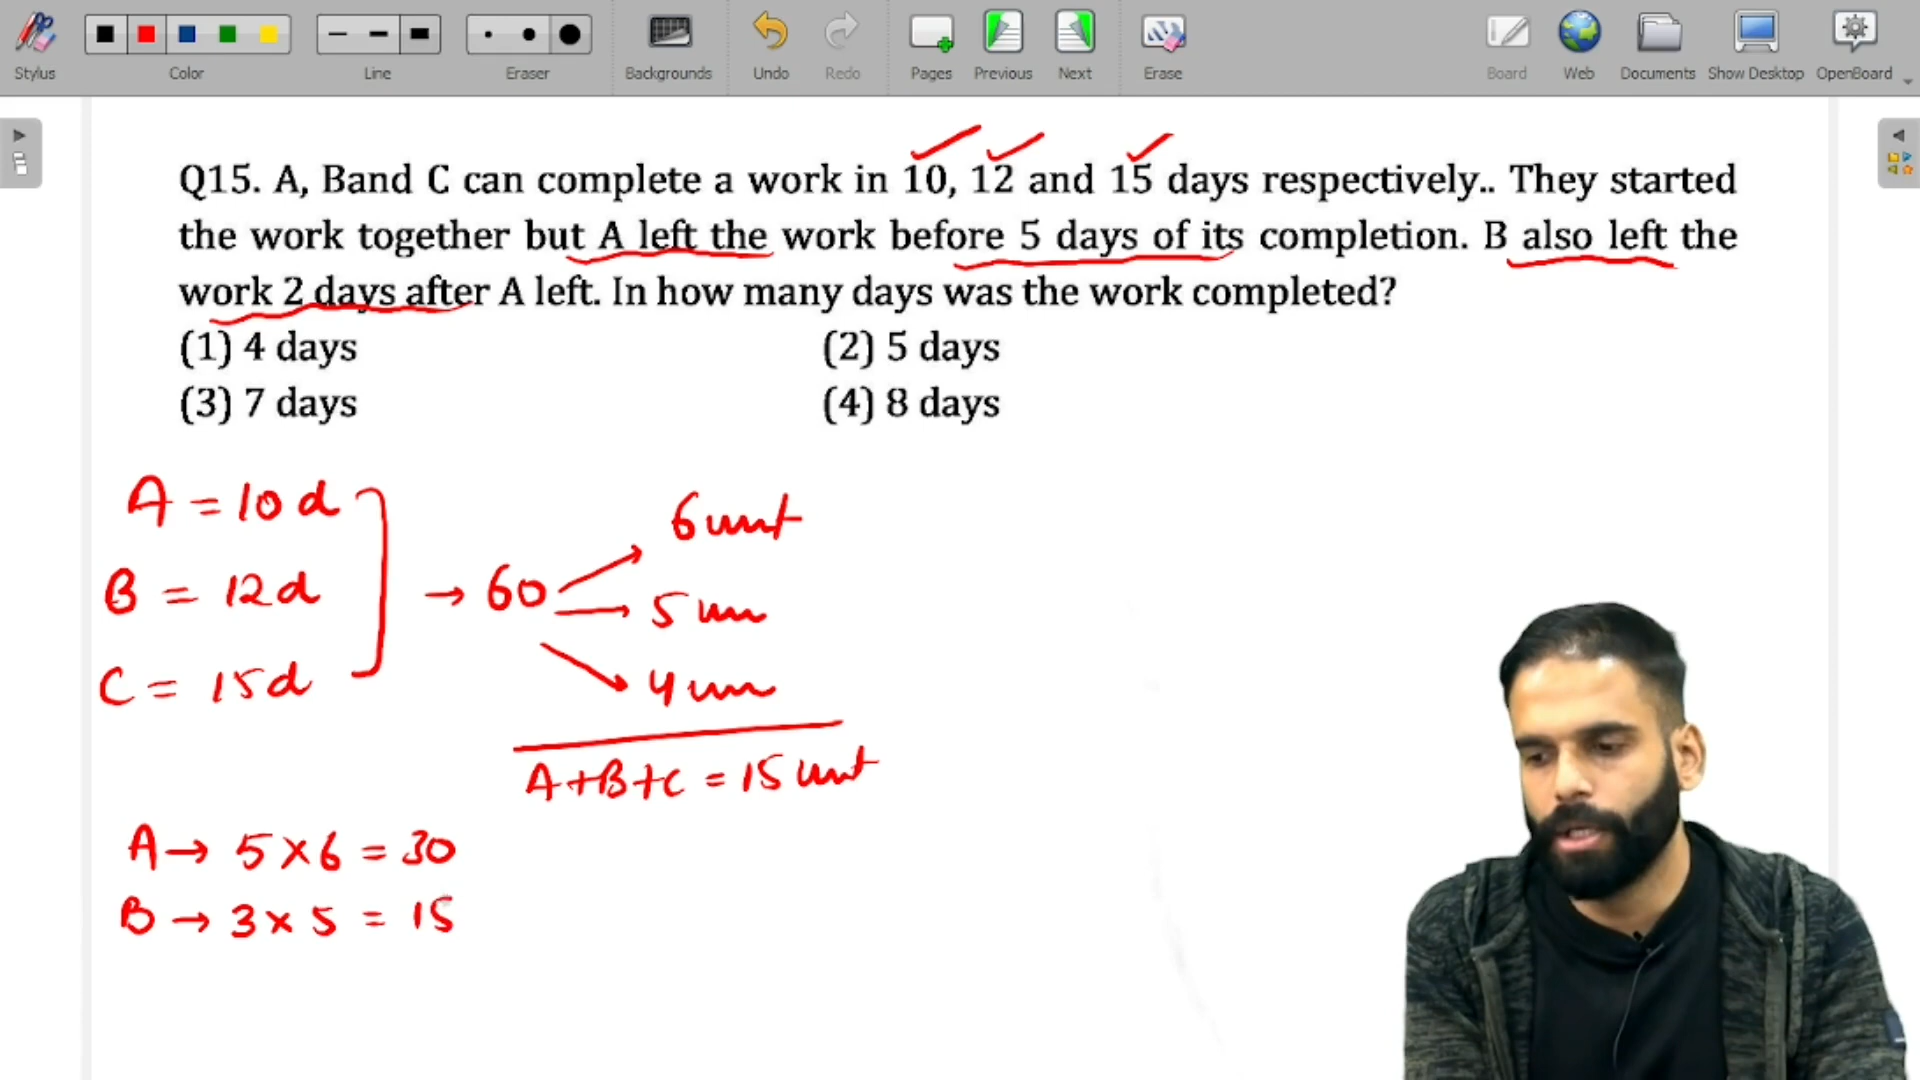 Stylus
Color
Line
Eraser
Backgrounds
Undo
Redo
Pages
Previous
Next
Erase
Board
Web
Documents
Show Desktop
OpenBoard
Q15. A, Band C can complete a work in 10, 12 and 15 days respectively.. They started
the work together but A left the work before 5 days of its completion. B also left the
work 2 days after A left. In how many days was the work completed?
(1) 4 days
(2) 5 days
(3) 7 days
(4) 8 days
A = 10 d
B = 12d
C = 15d
→ 60
6 unit
5 un
4 un
A+B+C = 15 unit
A → 5 × 6 = 30
B → 3 × 5 = 15